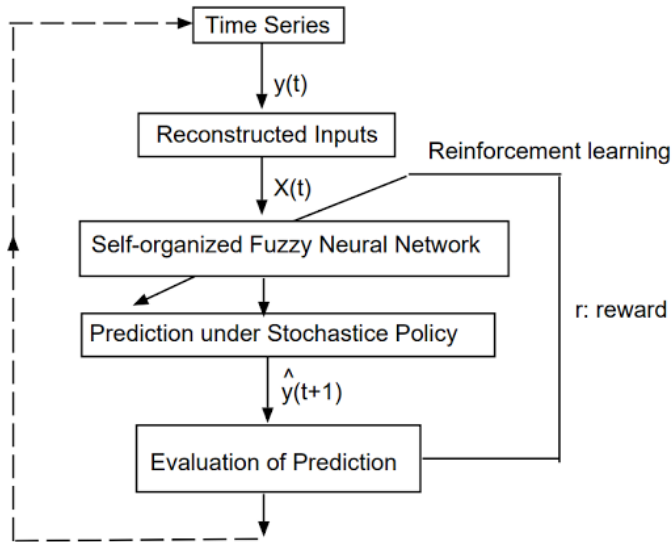 Time Series
y(t)
Reconstructed Inputs
Reinforcement learning
X(t)
Self-organized Fuzzy Neural Network
r: reward
Prediction under Stochastice Policy
ŷ(t+1)
Evaluation of Prediction